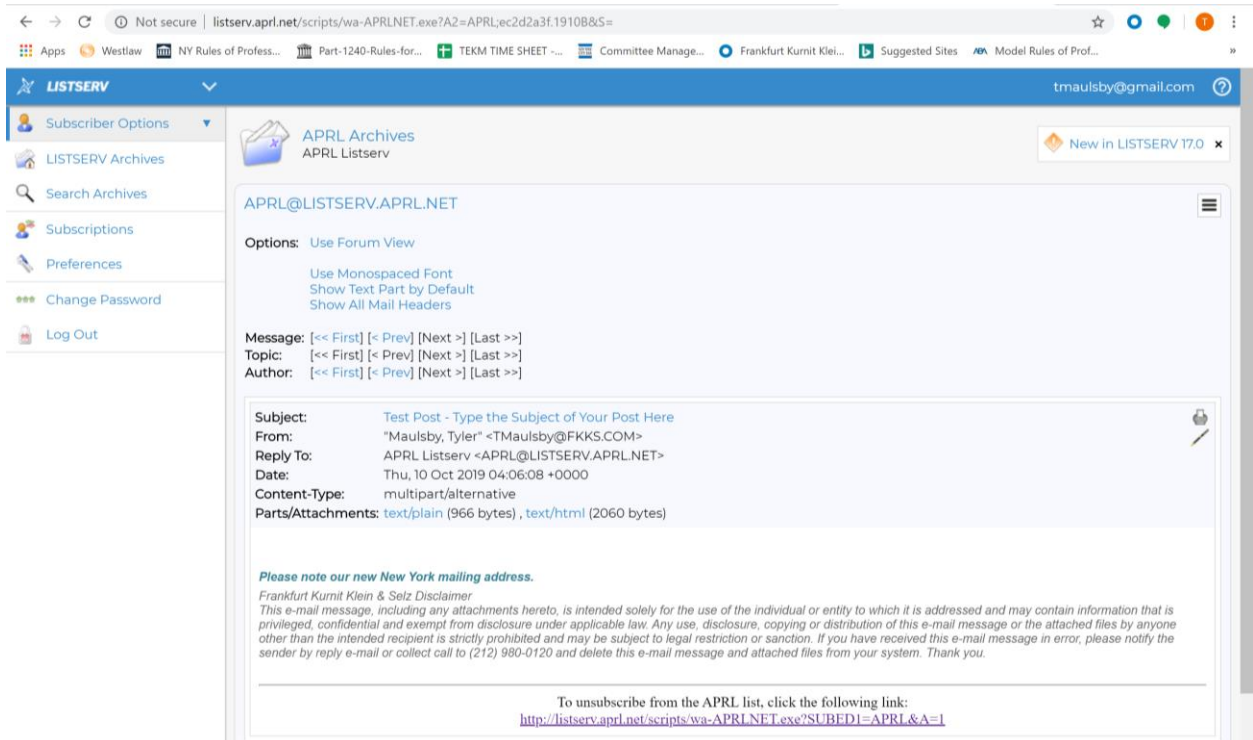 Not secure | listserv.aprl.net/scripts/wa-APRLNET.exe?A2=APRL;ec2d2a3f.1910B&S=
T
Apps Westlaw NY Rules of Profess... Part-1240-Rules-for... TEKM TIME SHEET -... Committee Manage... Frankfurt Kurnit Klei... Suggested Sites Model Rules of Prof... »
LISTSERV tmaulsby@gmail.com ?
Subscriber Options
LISTSERV Archives
Search Archives
Subscriptions
Preferences
Change Password
Log Out
APRL Archives
APRL Listserv
New in LISTSERV 17.0 ×
APRL@LISTSERV.APRL.NET
Options: Use Forum View
Use Monospaced Font
Show Text Part by Default
Show All Mail Headers
Message: [<< First] [< Prev] [Next >] [Last >>]
Topic: [<< First] [< Prev] [Next >] [Last >>]
Author: [<< First] [< Prev] [Next >] [Last >>]
Subject: Test Post - Type the Subject of Your Post Here
From: "Maulsby, Tyler" <TMaulsby@FKKS.COM>
Reply To: APRL Listserv <APRL@LISTSERV.APRL.NET>
Date: Thu, 10 Oct 2019 04:06:08 +0000
Content-Type: multipart/alternative
Parts/Attachments: text/plain (966 bytes) , text/html (2060 bytes)
Please note our new New York mailing address.
Frankfurt Kurnit Klein & Selz Disclaimer
This e-mail message, including any attachments hereto, is intended solely for the use of the individual or entity to which it is addressed and may contain information that is
privileged, confidential and exempt from disclosure under applicable law. Any use, disclosure, copying or distribution of this e-mail message or the attached files by anyone
other than the intended recipient is strictly prohibited and may be subject to legal restriction or sanction. If you have received this e-mail message in error, please notify the
sender by reply e-mail or collect call to (212) 980-0120 and delete this e-mail message and attached files from your system. Thank you.
To unsubscribe from the APRL list, click the following link:
http://listserv.aprl.net/scripts/wa-APRLNET.exe?SUBED1=APRL&A=1